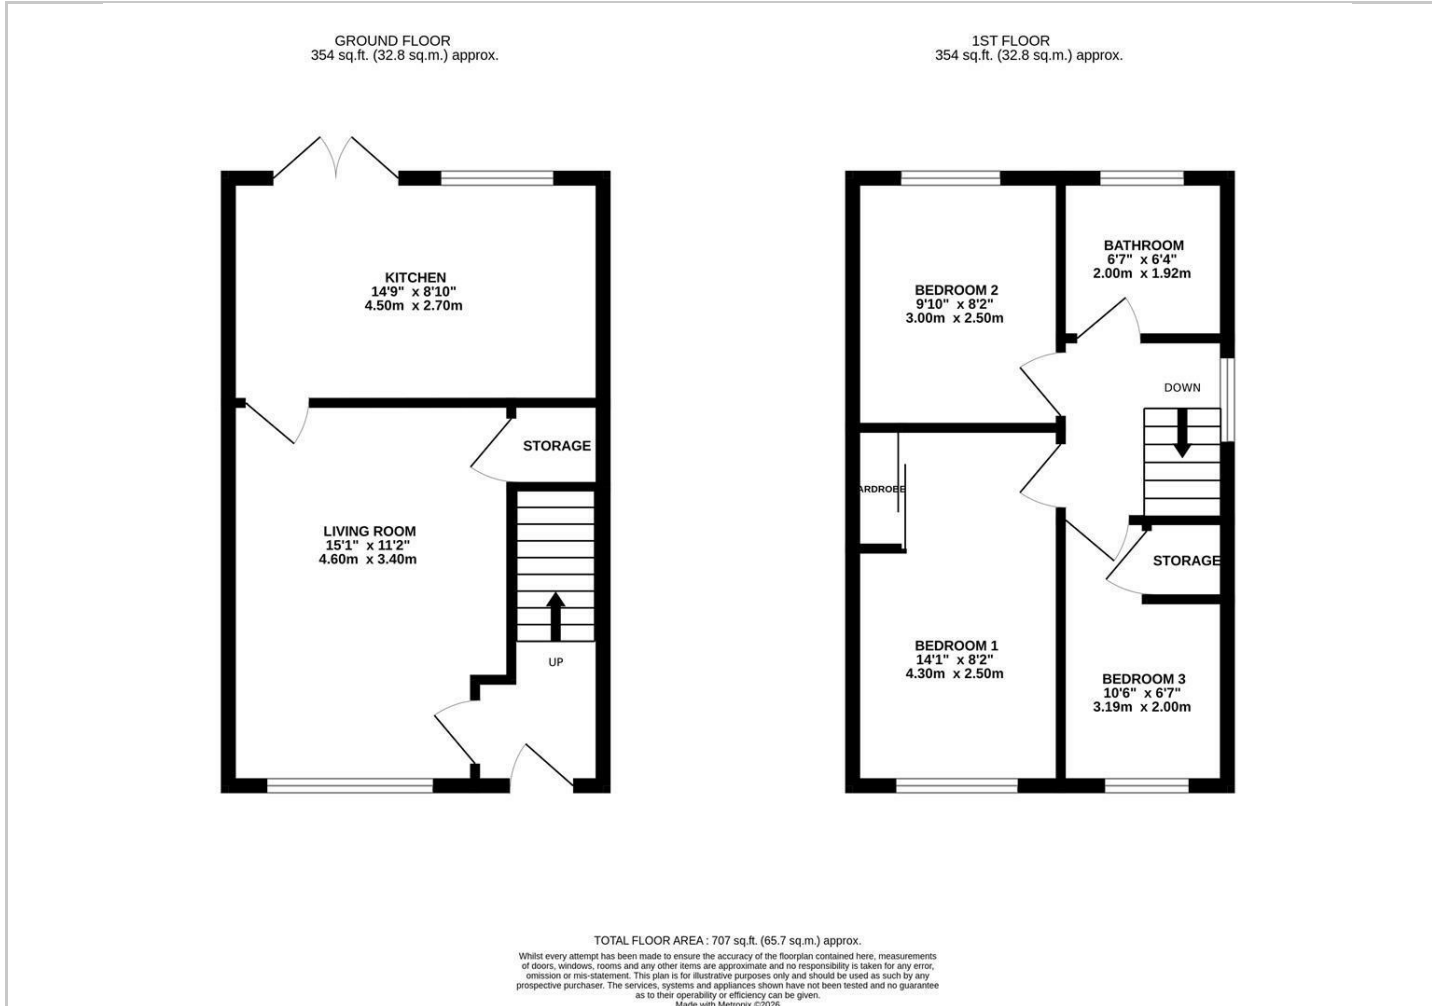 GROUND FLOOR
354 sq.ft. (32.8 sq.m.) approx.
1ST FLOOR
354 sq.ft. (32.8 sq.m.) approx.
KITCHEN
14'9" x 8'10"
4.50m x 2.70m
STORAGE
LIVING ROOM
15'1" x 11'2"
4.60m x 3.40m
UP
BATHROOM
6'7" x 6'4"
2.00m x 1.92m
BEDROOM 2
9'10" x 8'2"
3.00m x 2.50m
DOWN
ARDROBE
STORAGE
BEDROOM 1
14'1" x 8'2"
4.30m x 2.50m
BEDROOM 3
10'6" x 6'7"
3.19m x 2.00m
TOTAL FLOOR AREA : 707 sq.ft. (65.7 sq.m.) approx.
Whilst every attempt has been made to ensure the accuracy of the floorplan contained here, measurements
of doors, windows, rooms and any other items are approximate and no responsibility is taken for any error,
omission or mis-statement. This plan is for illustrative purposes only and should be used as such by any
prospective purchaser. The services, systems and appliances shown have not been tested and no guarantee
as to their operability or efficiency can be given.
Made with Metropix ©2026